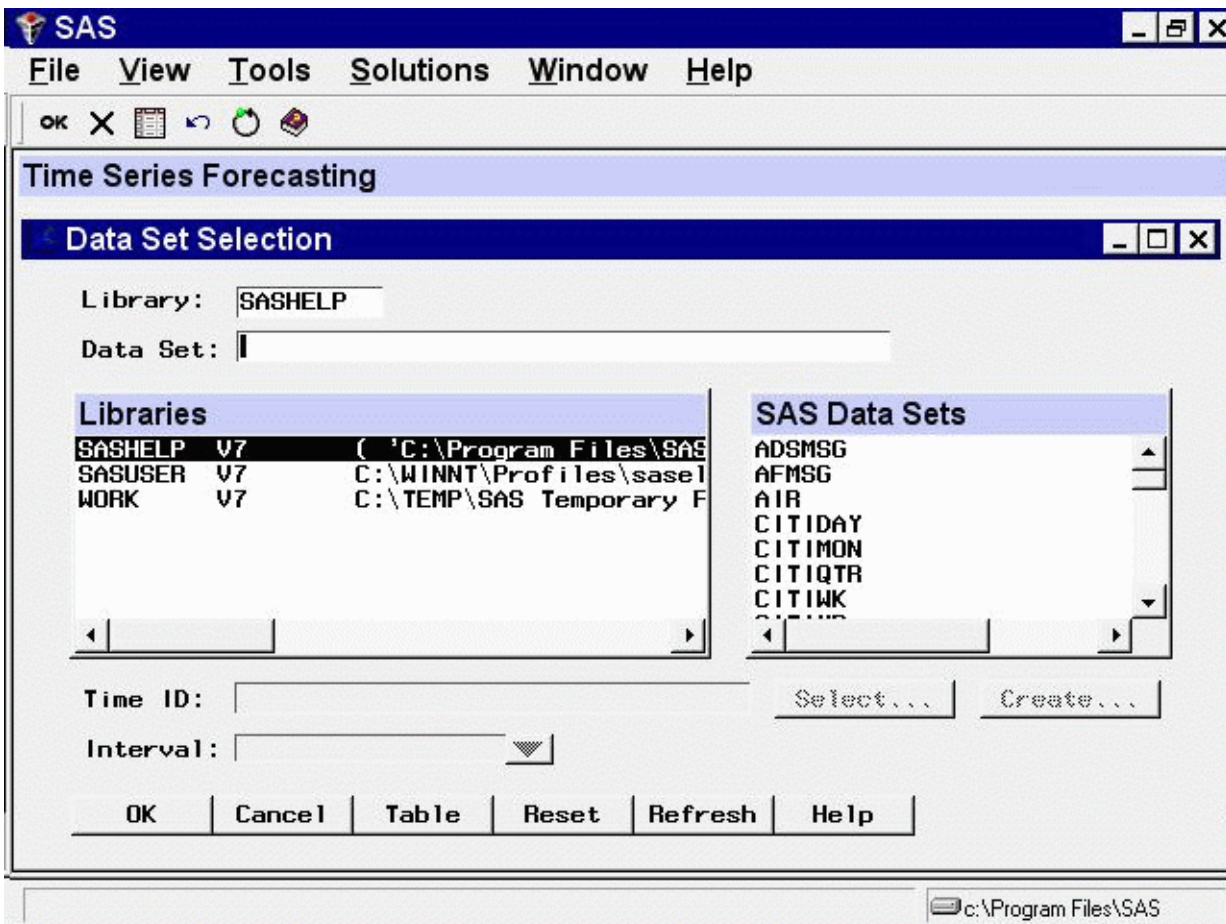 SAS
File View Tools Solutions Window Help
OK
Time Series Forecasting
Data Set Selection
Library: SASHELP
Data Set:
Libraries
SASHELP V7 ( 'C:\Program Files\SAS
SASUSER V7 C:\WINNT\Profiles\sasel
WORK V7 C:\TEMP\SAS Temporary F
SAS Data Sets
ADSMSG
AFMSG
AIR
CITIDAY
CITIMON
CITIQTR
CITIWK
Time ID: Select... Create...
Interval:
OK Cancel Table Reset Refresh Help
c:\Program Files\SAS